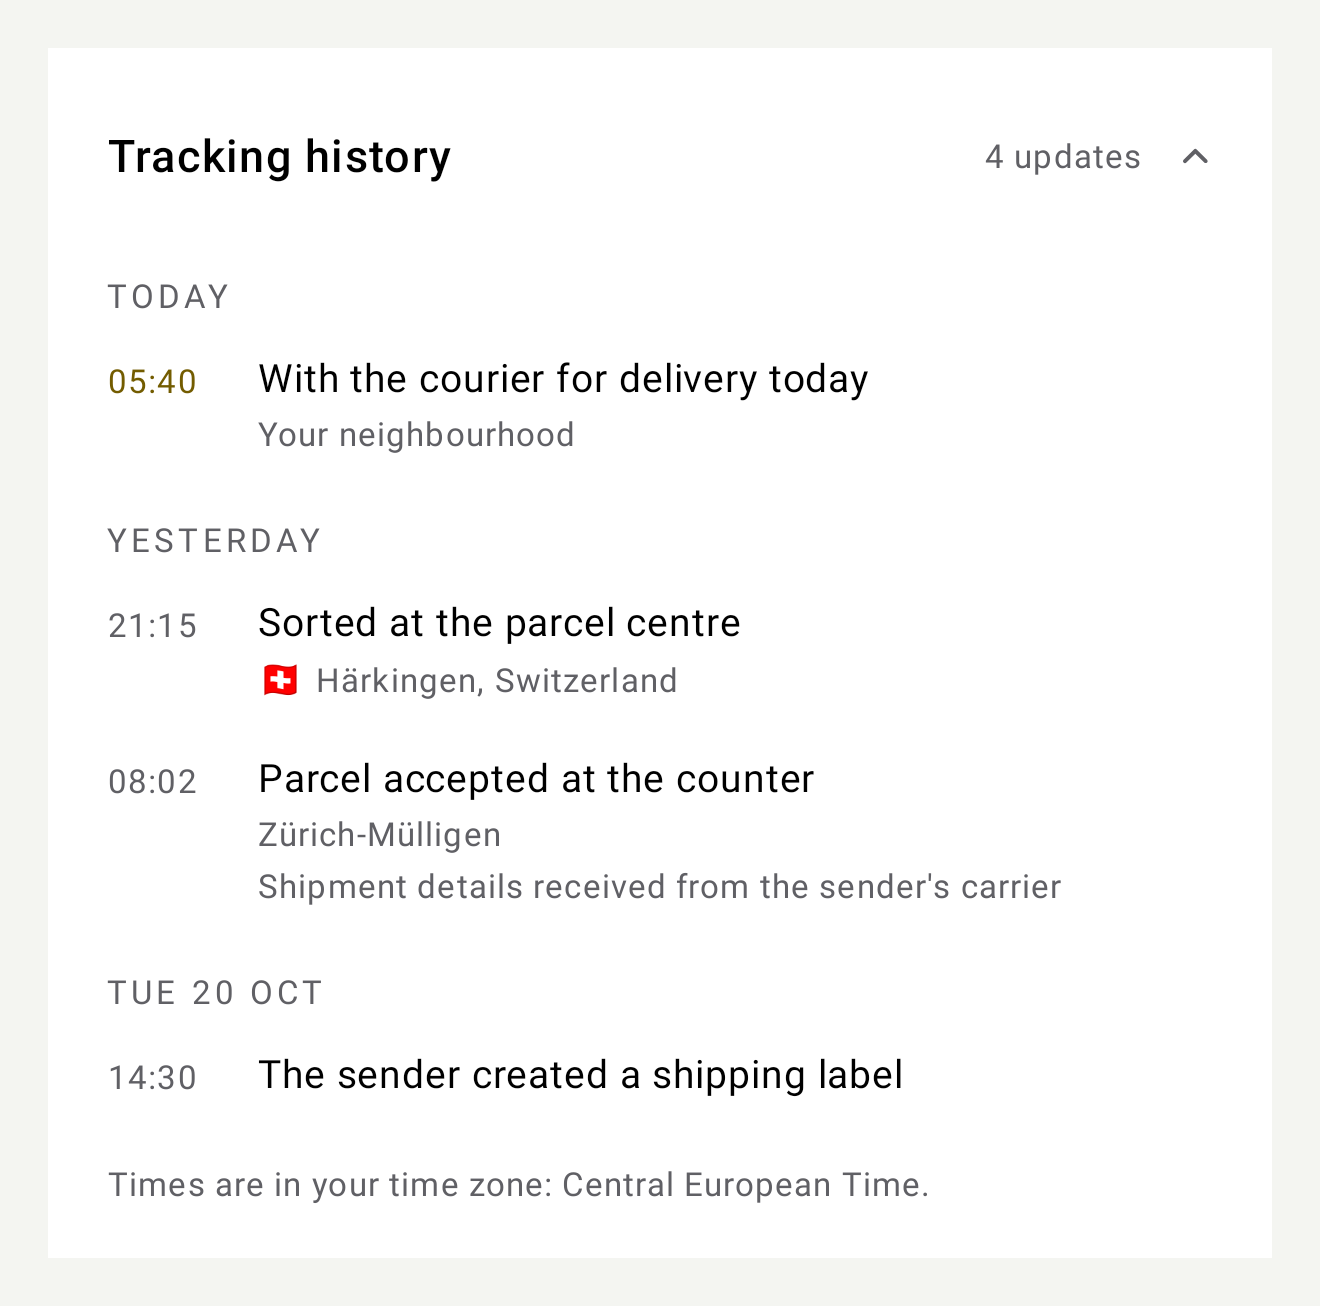 Tracking history
4 updates
TODAY
05:40
With the courier for delivery today
Your neighbourhood
YESTERDAY
21:15
Sorted at the parcel centre
🇨🇭 Härkingen, Switzerland
08:02
Parcel accepted at the counter
Zürich-Mülligen
Shipment details received from the sender's carrier
TUE 20 OCT
14:30
The sender created a shipping label
Times are in your time zone: Central European Time.